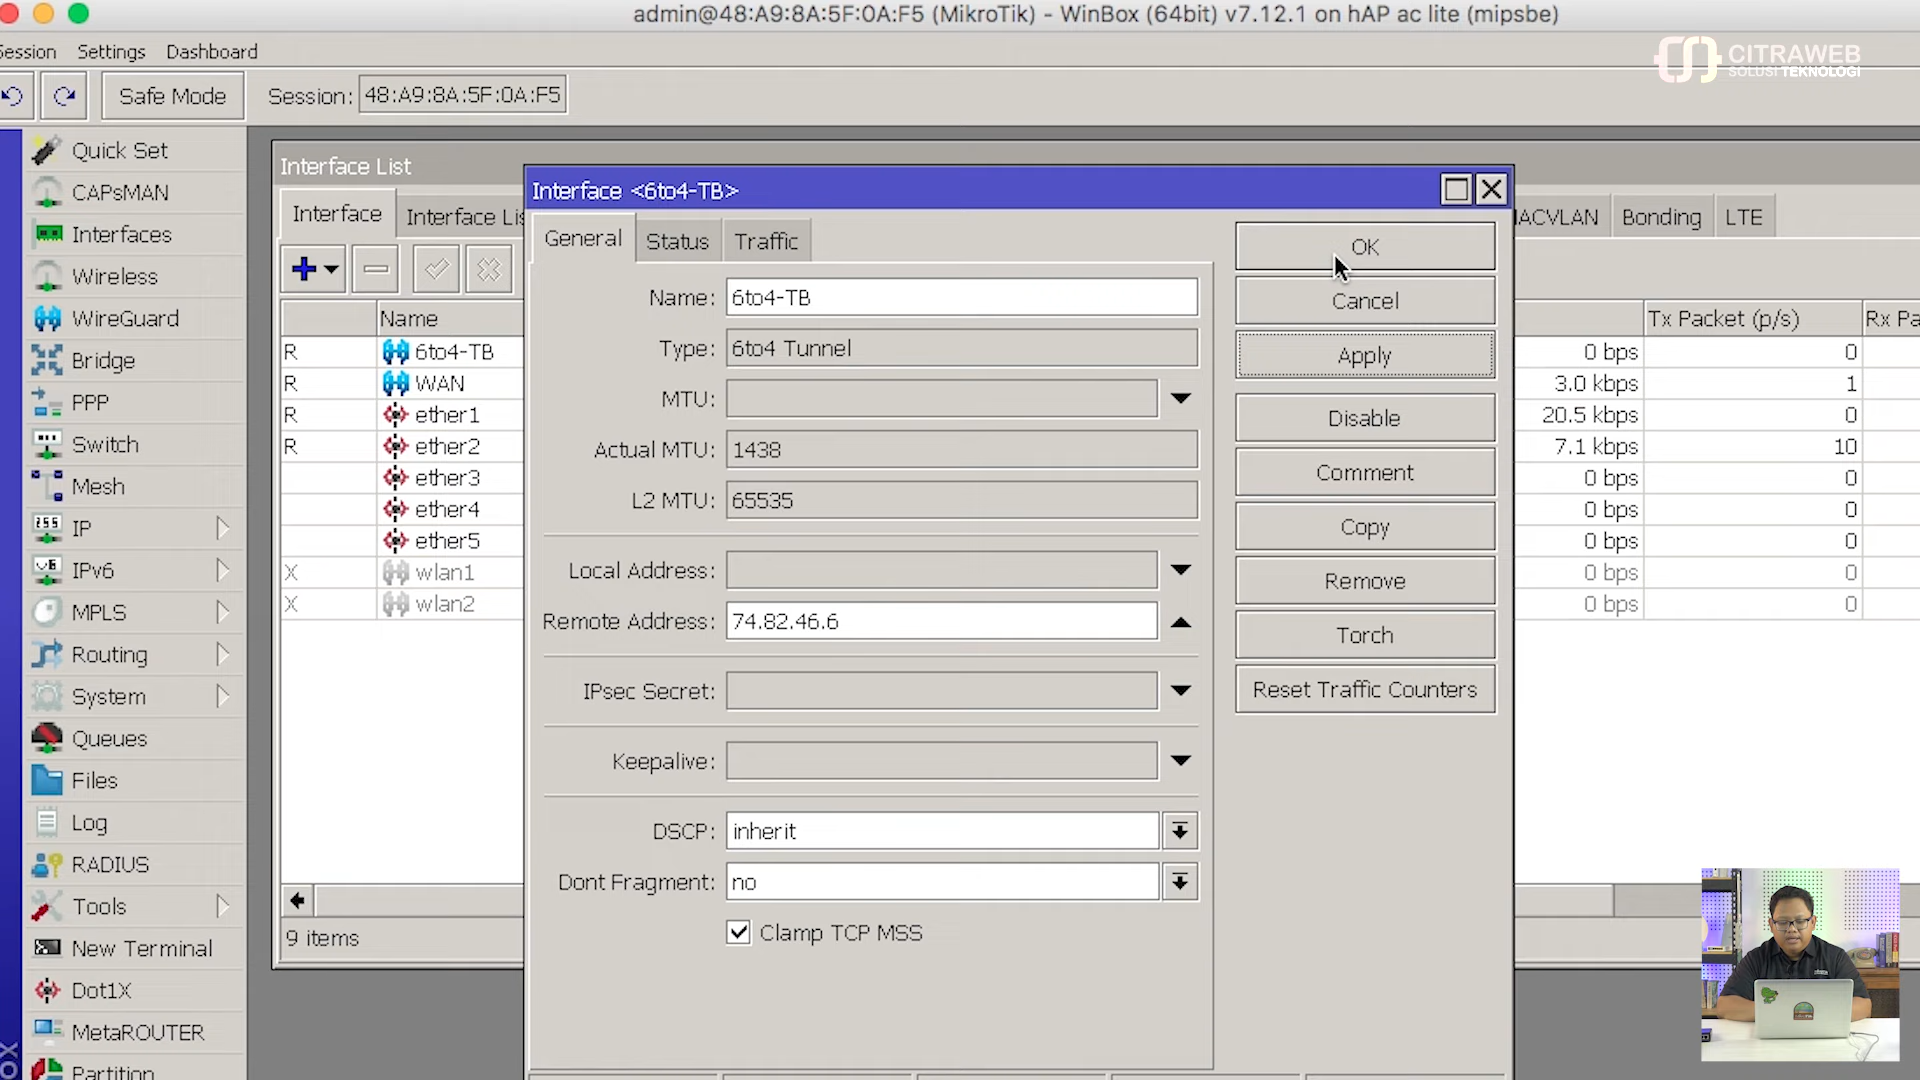 admin@48:A9:8A:5F:0A:F5 (MikroTik) - WinBox (64bit) v7.12.1 on hAP ac lite (mipsbe)
Session Settings Dashboard
CITRAWEB
SOLUSI TEKNOLOGI
Safe Mode Session: 48:A9:8A:5F:0A:F5
Quick Set
CAPsMAN
Interfaces
Wireless
WireGuard
Bridge
PPP
Switch
Mesh
IP
IPv6
MPLS
Routing
System
Queues
Files
Log
RADIUS
Tools
New Terminal
Dot1X
MetaROUTER
Partition
Interface List
Interface Interface Lis
ACVLAN Bonding LTE
Name
Tx Packet (p/s) Rx Pa
R 6to4-TB 0 bps 0
R WAN 3.0 kbps 1
R ether1 20.5 kbps 0
R ether2 7.1 kbps 10
ether3 0 bps 0
ether4 0 bps 0
ether5 0 bps 0
X wlan1 0 bps 0
X wlan2 0 bps 0
9 items
Interface <6to4-TB>
General Status Traffic
Name: 6to4-TB
Type: 6to4 Tunnel
MTU:
Actual MTU: 1438
L2 MTU: 65535
Local Address:
Remote Address: 74.82.46.6
IPsec Secret:
Keepalive:
DSCP: inherit
Dont Fragment: no
Clamp TCP MSS
OK
Cancel
Apply
Disable
Comment
Copy
Remove
Torch
Reset Traffic Counters